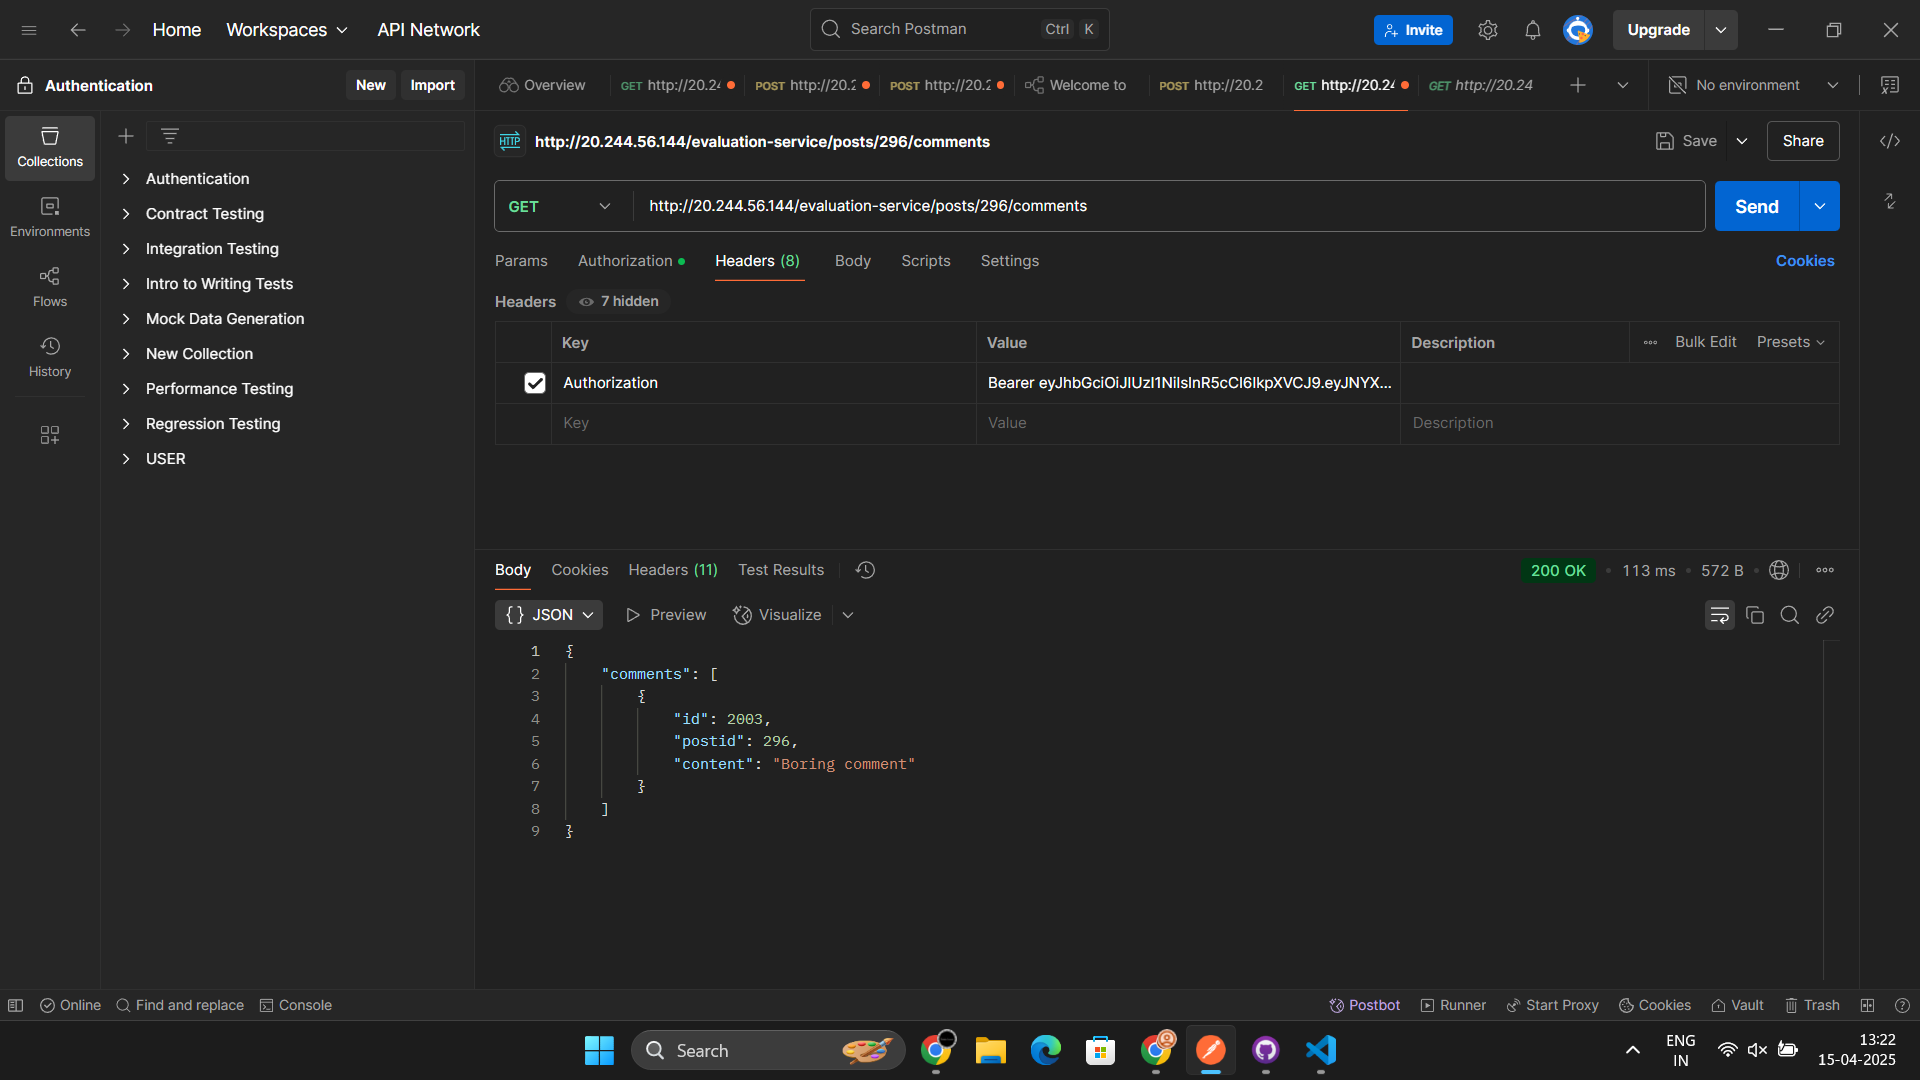 Home Workspaces API Network Search Postman Ctrl K Invite Upgrade
Authentication New Import Overview GET http://20.24 POST http://20.2 POST http://20.2 Welcome to POST http://20.2 GET http://20.24 GET http://20.24 No environment
Collections
Environments
Flows
History
Authentication
Contract Testing
Integration Testing
Intro to Writing Tests
Mock Data Generation
New Collection
Performance Testing
Regression Testing
USER
HTTP http://20.244.56.144/evaluation-service/posts/296/comments Save Share
GET http://20.244.56.144/evaluation-service/posts/296/comments Send
Params Authorization Headers (8) Body Scripts Settings Cookies
Headers 7 hidden
Key Value Description Bulk Edit Presets
Authorization Bearer eyJhbGciOiJIUzI1NiIsInR5cCI6IkpXVCJ9.eyJNYX...
Key Value Description
Body Cookies Headers (11) Test Results 200 OK 113 ms 572 B
{} JSON Preview Visualize
1 {
2 "comments": [
3 {
4 "id": 2003,
5 "postid": 296,
6 "content": "Boring comment"
7 }
8 ]
9 }
Online Find and replace Console Postbot Runner Start Proxy Cookies Vault Trash
Search ENG 13:22
IN 15-04-2025